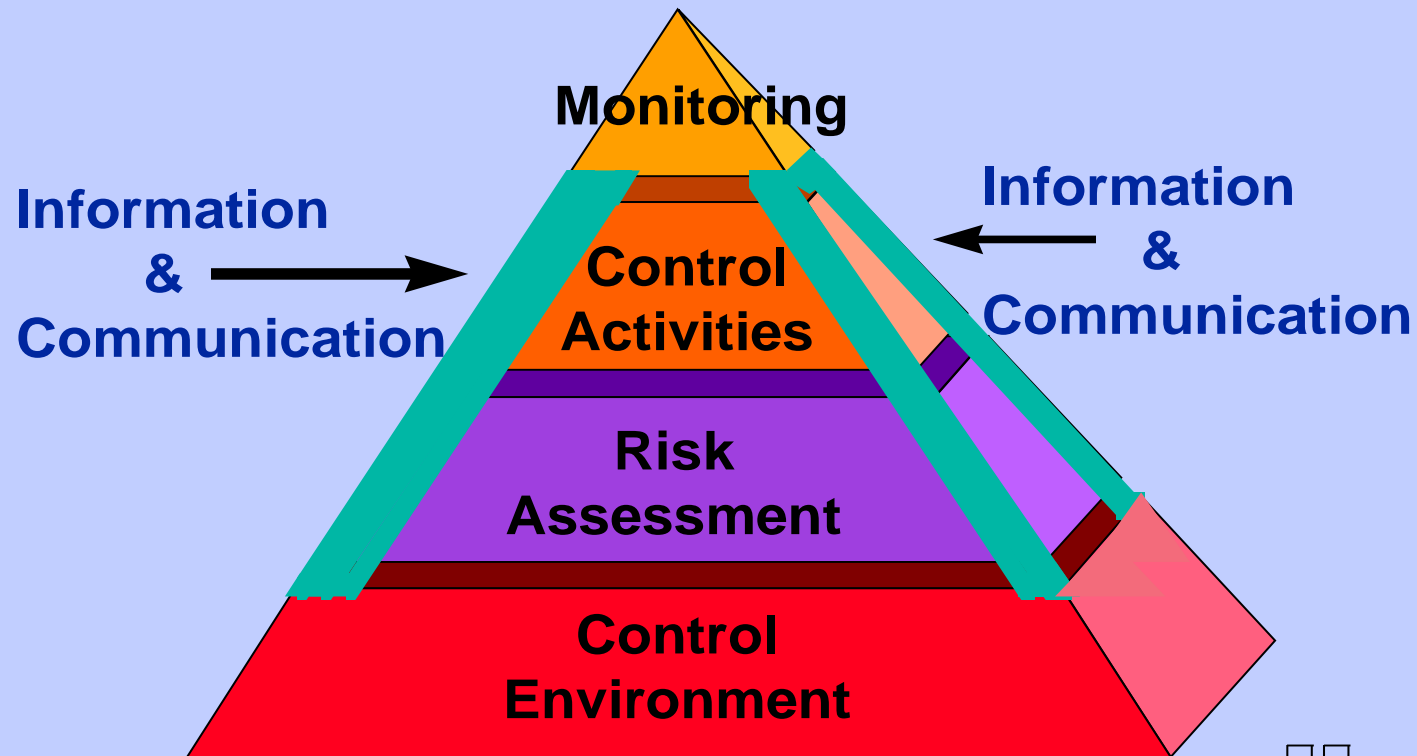 Monitoring
Information
&
Communication
Information
&
Communication
Control
Activities
Risk
Assessment
Control
Environment